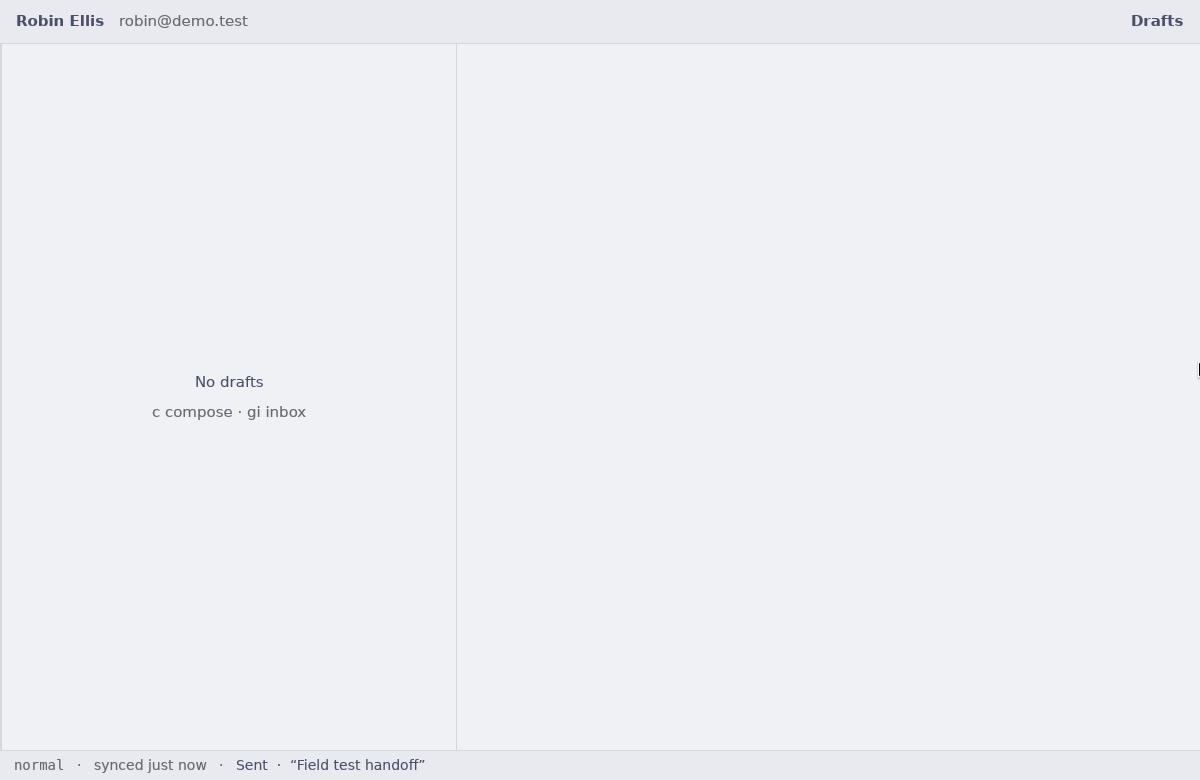 Robin Ellis robin@demo.test Drafts
No drafts
c compose · gi inbox
normal · synced just now · Sent · “Field test handoff”